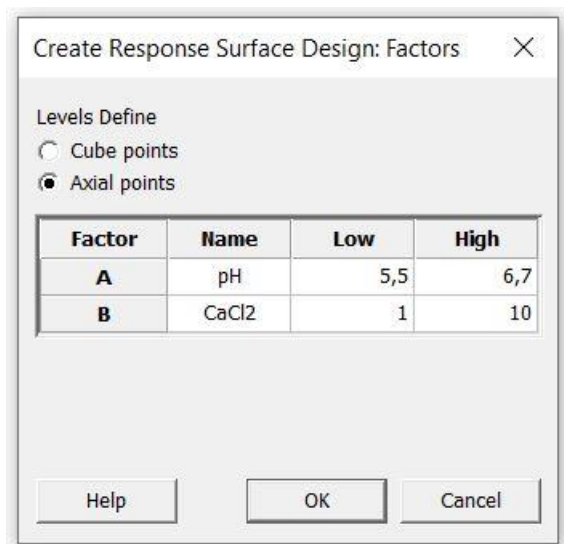 Create Response Surface Design: Factors
Levels Define
Cube points
Axial points
Factor Name Low High
A pH 5,5 6,7
B CaCl2 1 10
Help OK Cancel